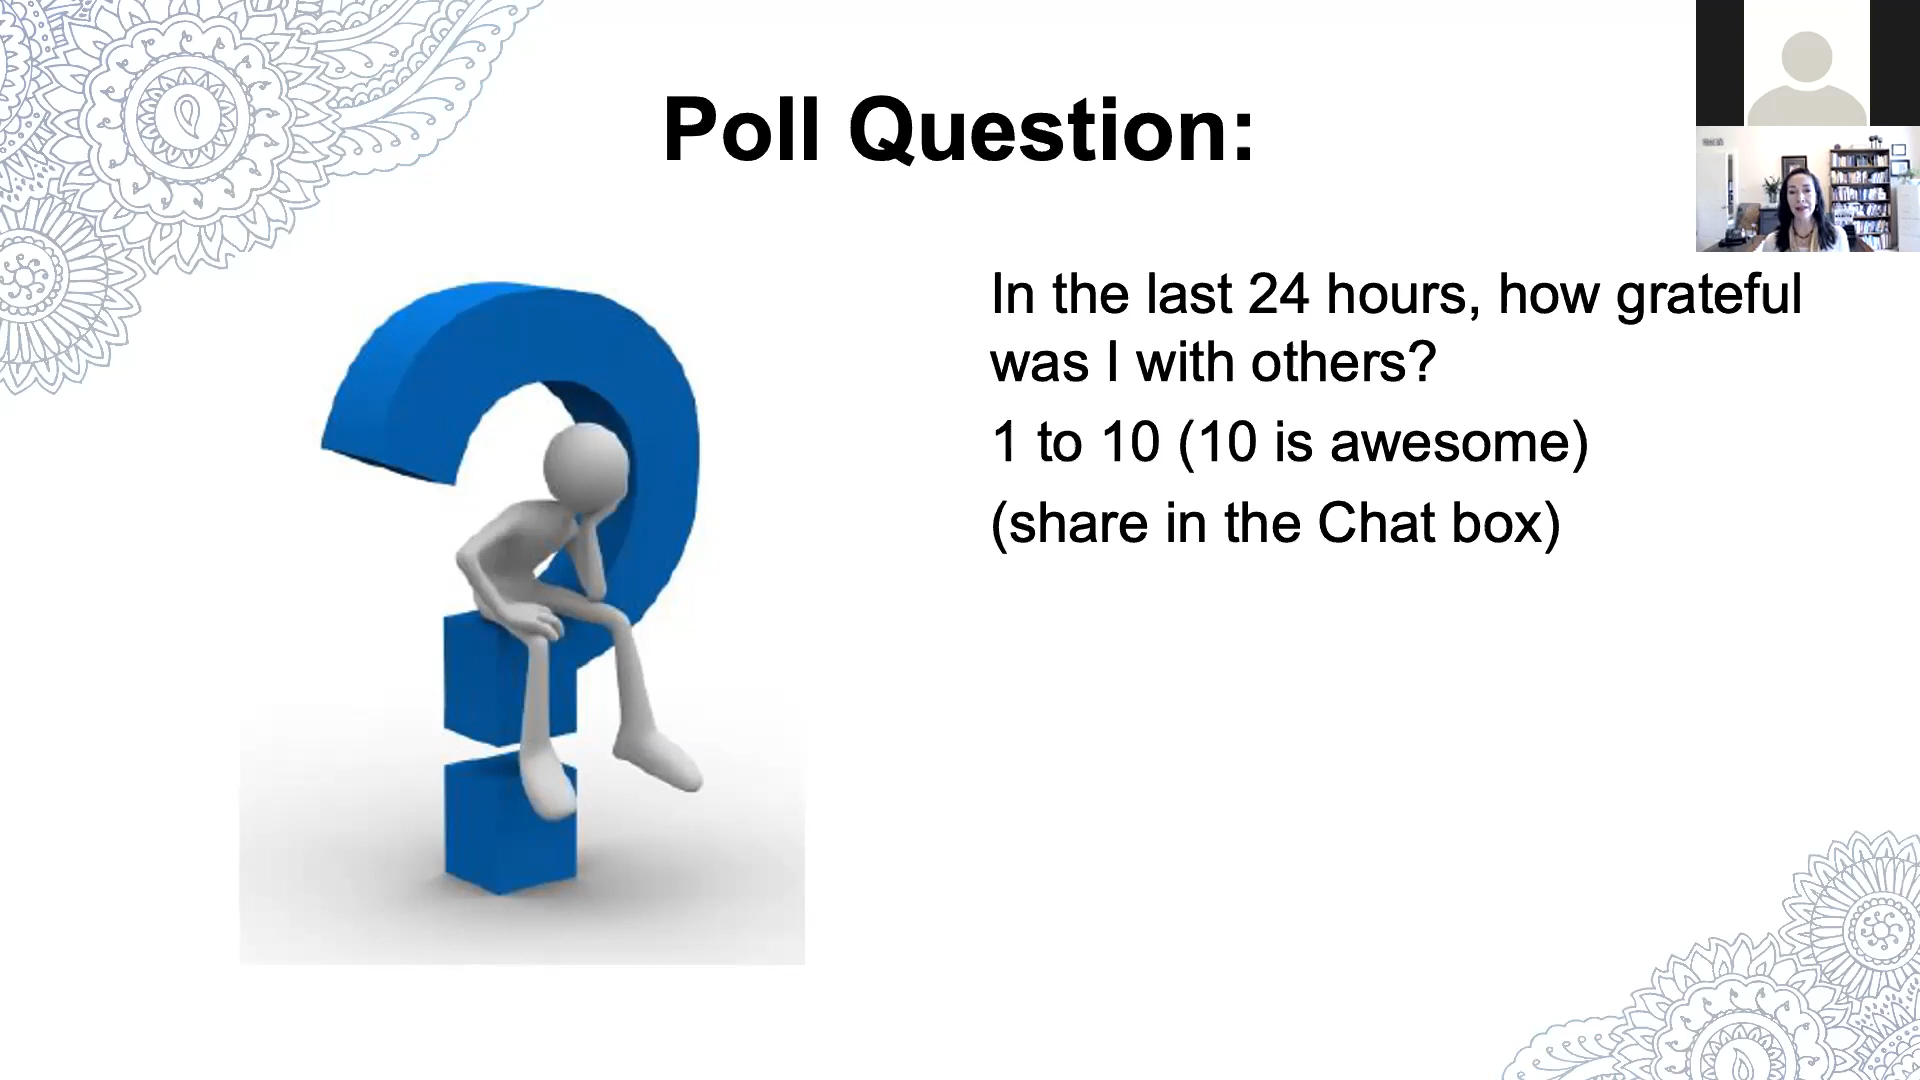 Poll Question:
In the last 24 hours, how grateful
was I with others?
1 to 10 (10 is awesome)
(share in the Chat box)